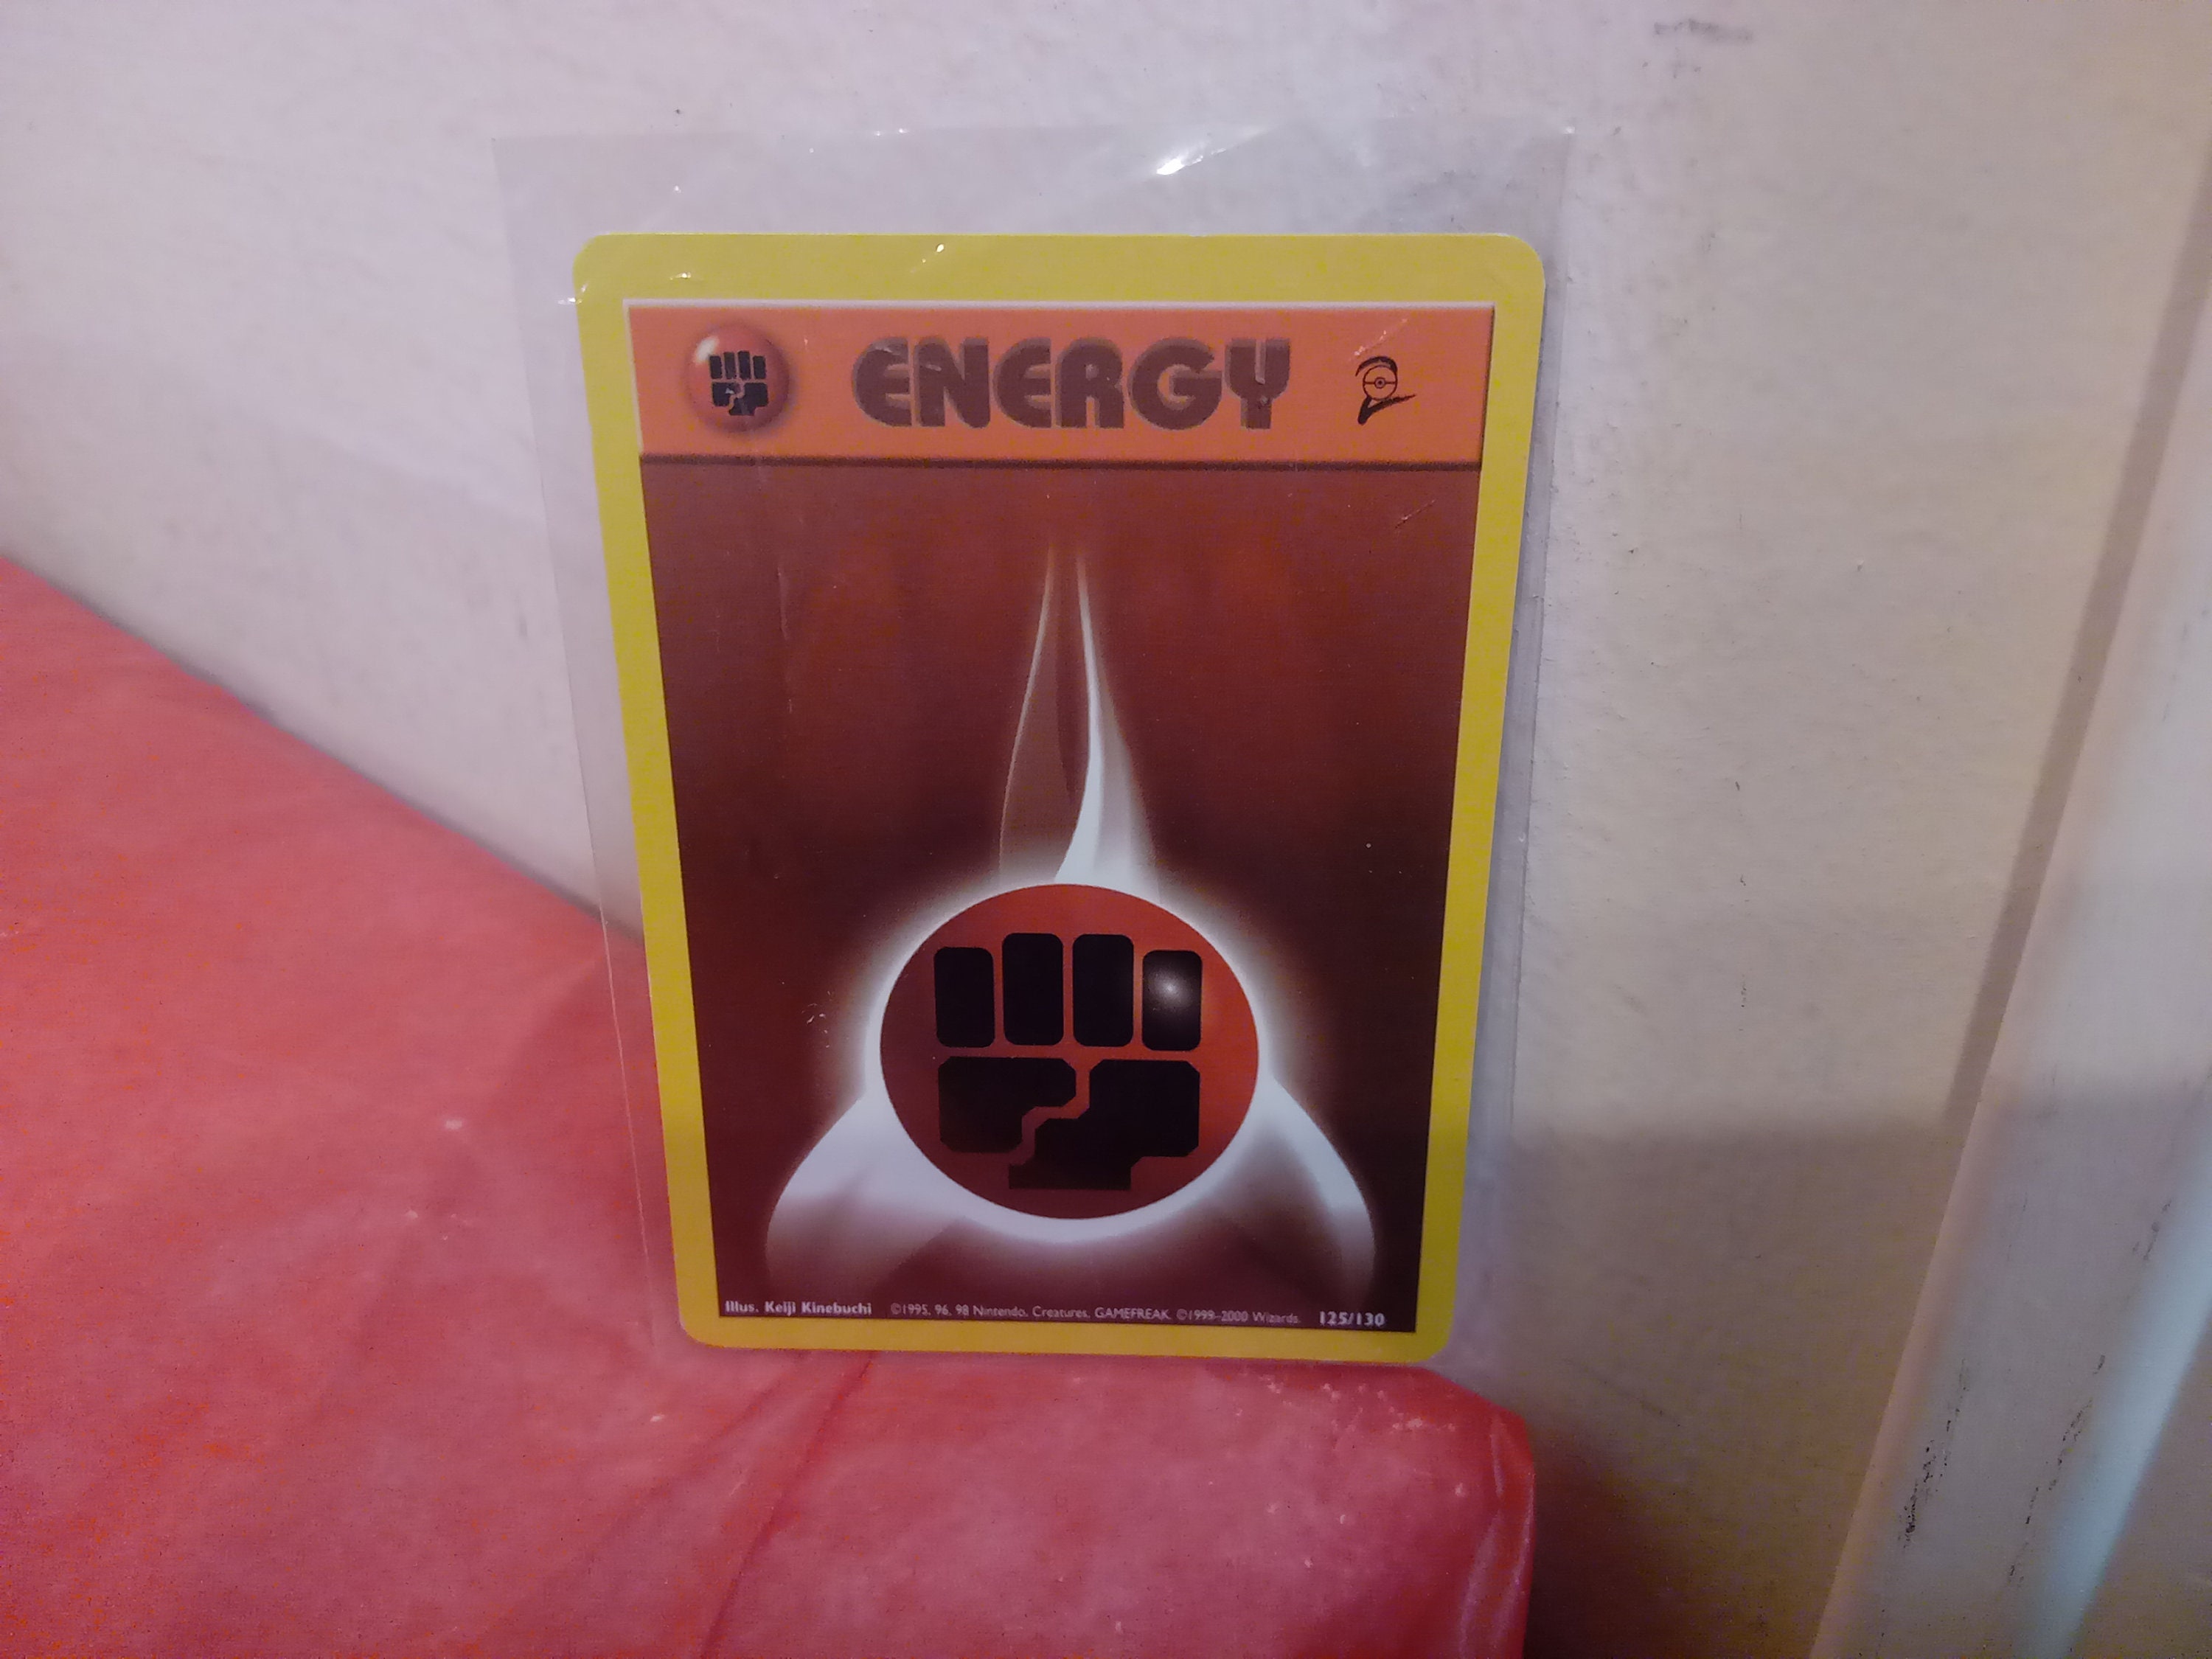 ENERGY
Illus. Keiji Kinebuchi ©1995, 96, 98 Nintendo, Creatures, GAMEFREAK. ©1999-2000 Wizards. 125/130